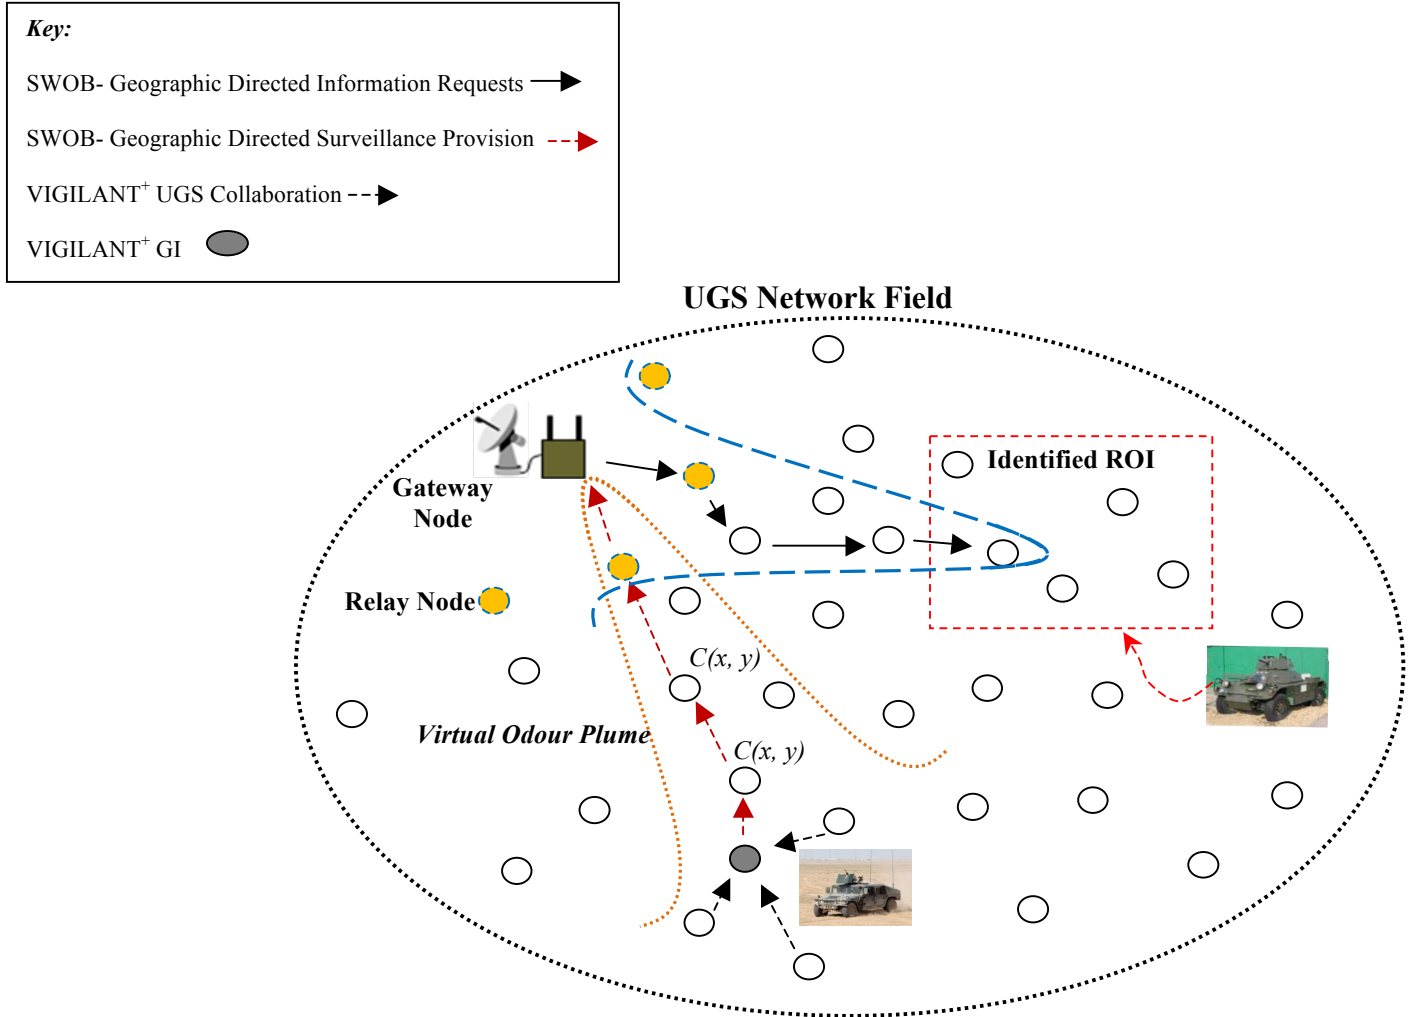 Key:
SWOB- Geographic Directed Information Requests
SWOB- Geographic Directed Surveillance Provision
VIGILANT+ UGS Collaboration
VIGILANT+ GI
UGS Network Field
Identified ROI
Gateway
Node
Relay Node
C(x, y)
Virtual Odour Plume
C(x, y)